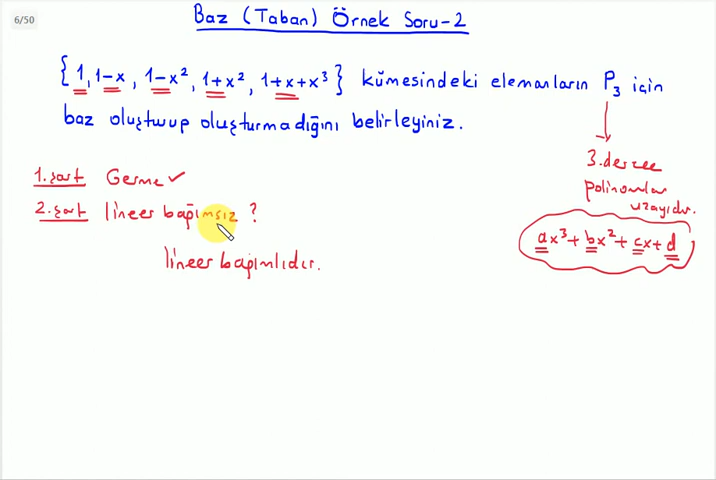 6/50
Baz (Taban) Örnek Soru-2
{1, 1-x, 1-x², 1+x², 1+x+x³} kümesindeki elemanların P₃ için
baz oluşturup oluşturmadığını belirleyiniz.
1.şart Germe ✓
2.şart lineer bağımsız ?
lineer bağımlıdır.
3.derece
polinomlar
uzayıdır.
ax³+bx²+cx+d